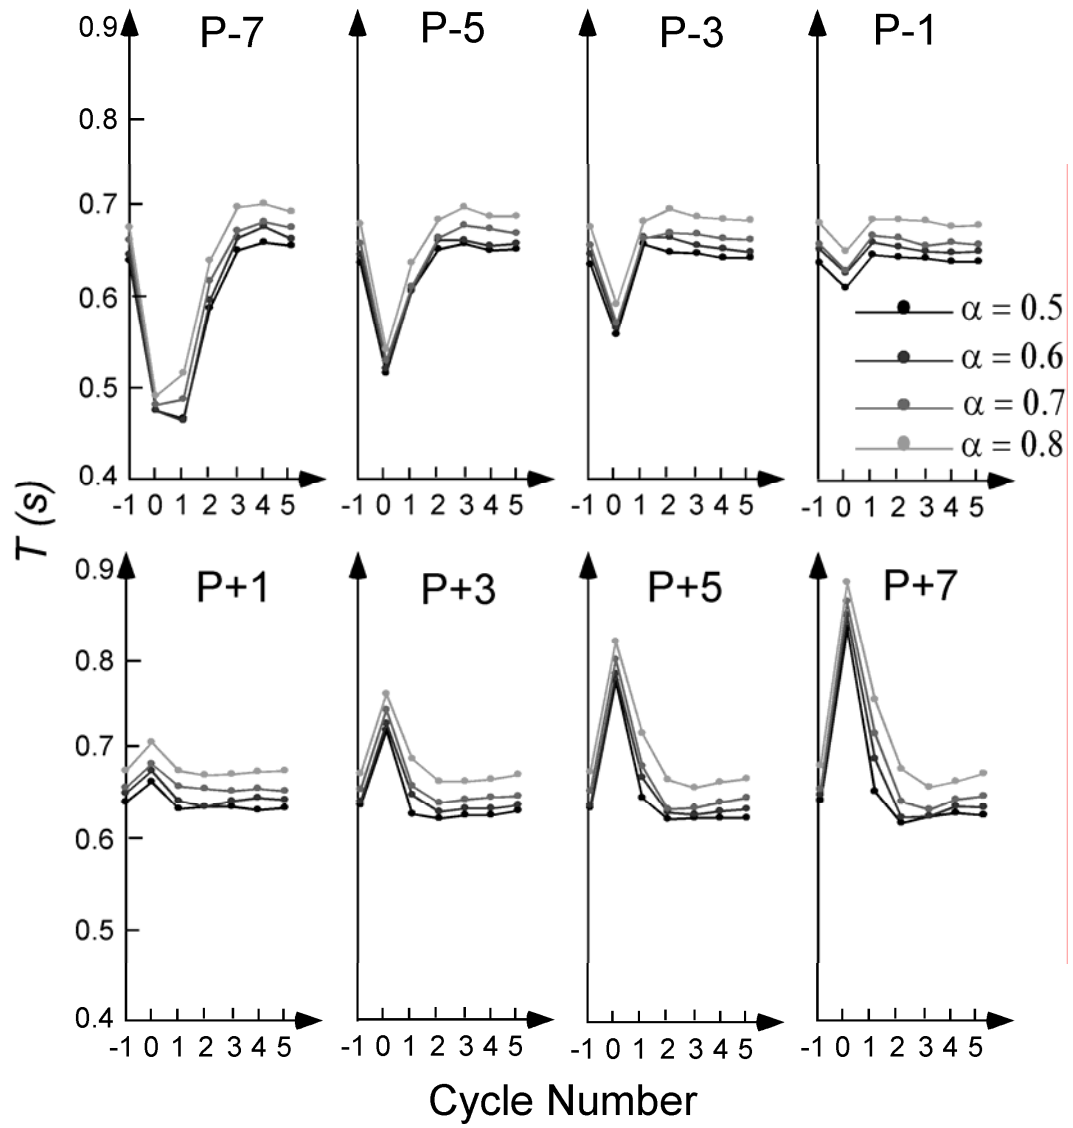 P-7 P-5 P-3 P-1
0.9
0.8
0.7
0.6
0.5
0.4
α = 0.5
α = 0.6
α = 0.7
α = 0.8
-1 0 1 2 3 4 5 -1 0 1 2 3 4 5 -1 0 1 2 3 4 5 -1 0 1 2 3 4 5
T (s)
P+1 P+3 P+5 P+7
0.9
0.8
0.7
0.6
0.5
0.4
-1 0 1 2 3 4 5 -1 0 1 2 3 4 5 -1 0 1 2 3 4 5 -1 0 1 2 3 4 5
Cycle Number